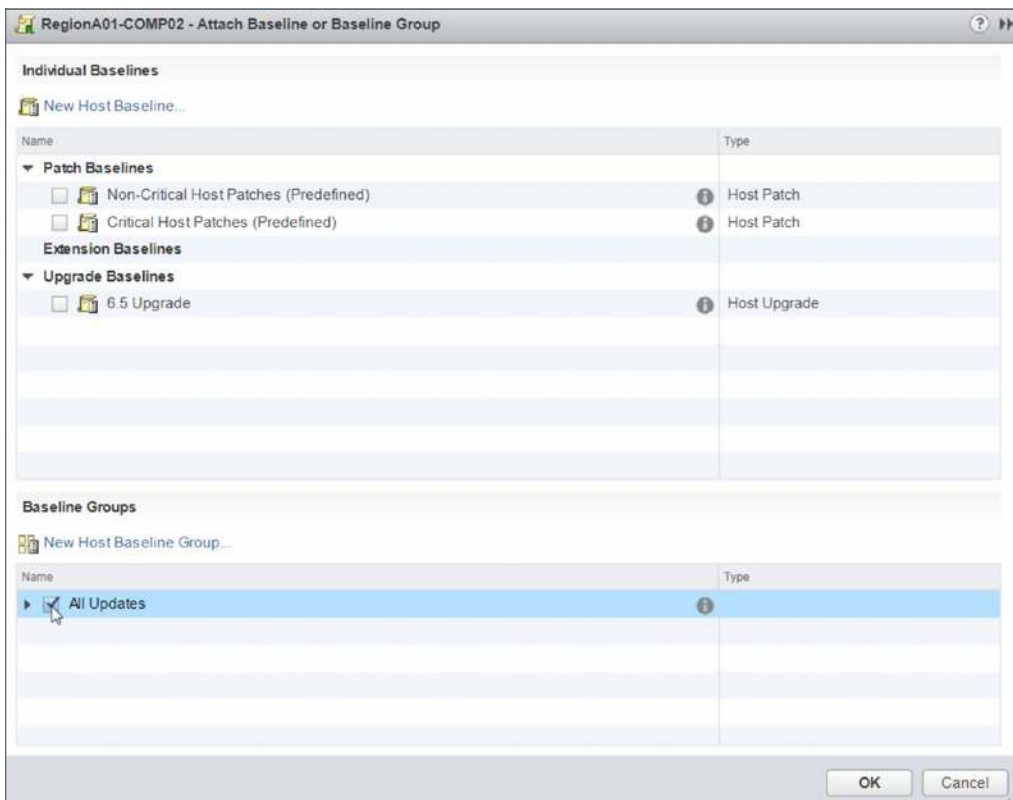 RegionA01-COMP02 - Attach Baseline or Baseline Group
Individual Baselines
New Host Baseline...
Name Type
Patch Baselines
Non-Critical Host Patches (Predefined) Host Patch
Critical Host Patches (Predefined) Host Patch
Extension Baselines
Upgrade Baselines
6.5 Upgrade Host Upgrade
Baseline Groups
New Host Baseline Group...
Name Type
All Updates
OK Cancel